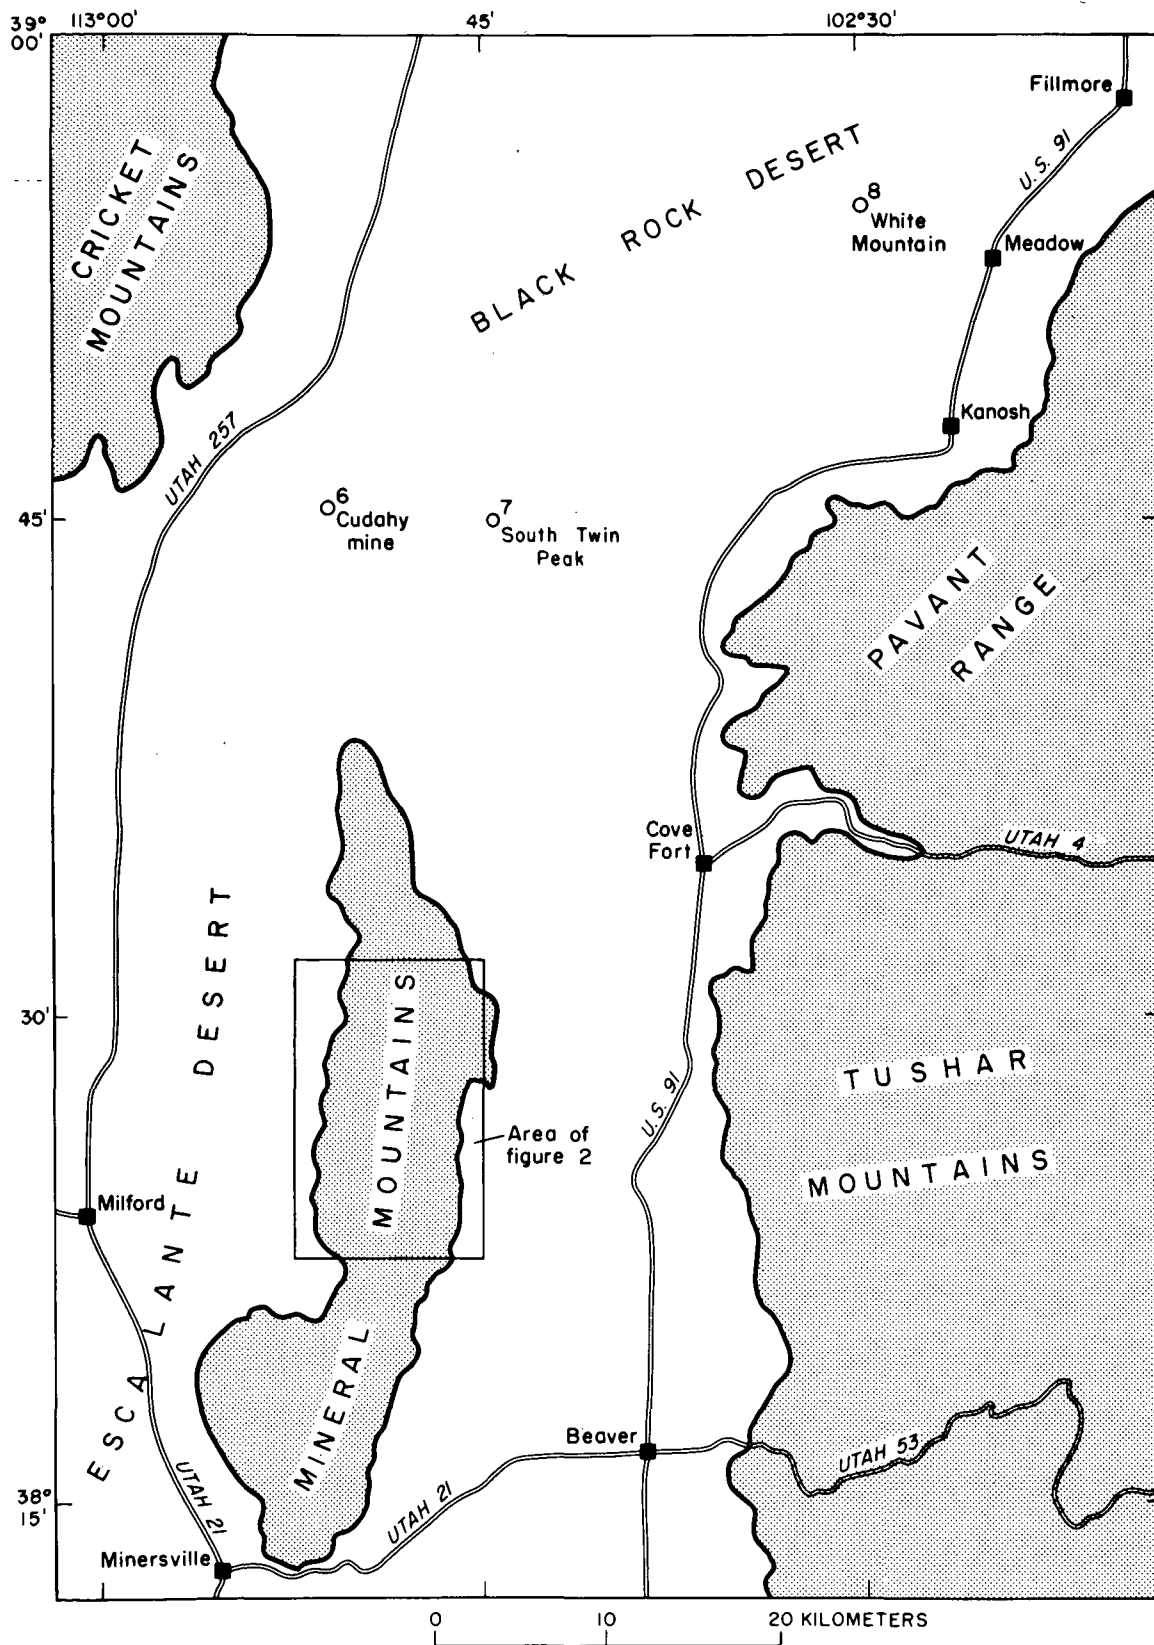 39° 113°00' 45' 102°30'
00'
Fillmore
U.S. 91
CRICKET
MOUNTAINS
BLACK ROCK DESERT
8
White
Mountain
Meadow
Kanosh
UTAH 257
45'
6
Cudahy
mine
7
South Twin
Peak
PAVANT
RANGE
Cove
Fort
UTAH 4
ESCALANTE DESERT
30'
MINERAL MOUNTAINS
TUSHAR
MOUNTAINS
U.S. 91
Area of
figure 2
Milford
Beaver
UTAH 53
38°
15'
UTAH 21
UTAH 21
Minersville
0 10 20 KILOMETERS